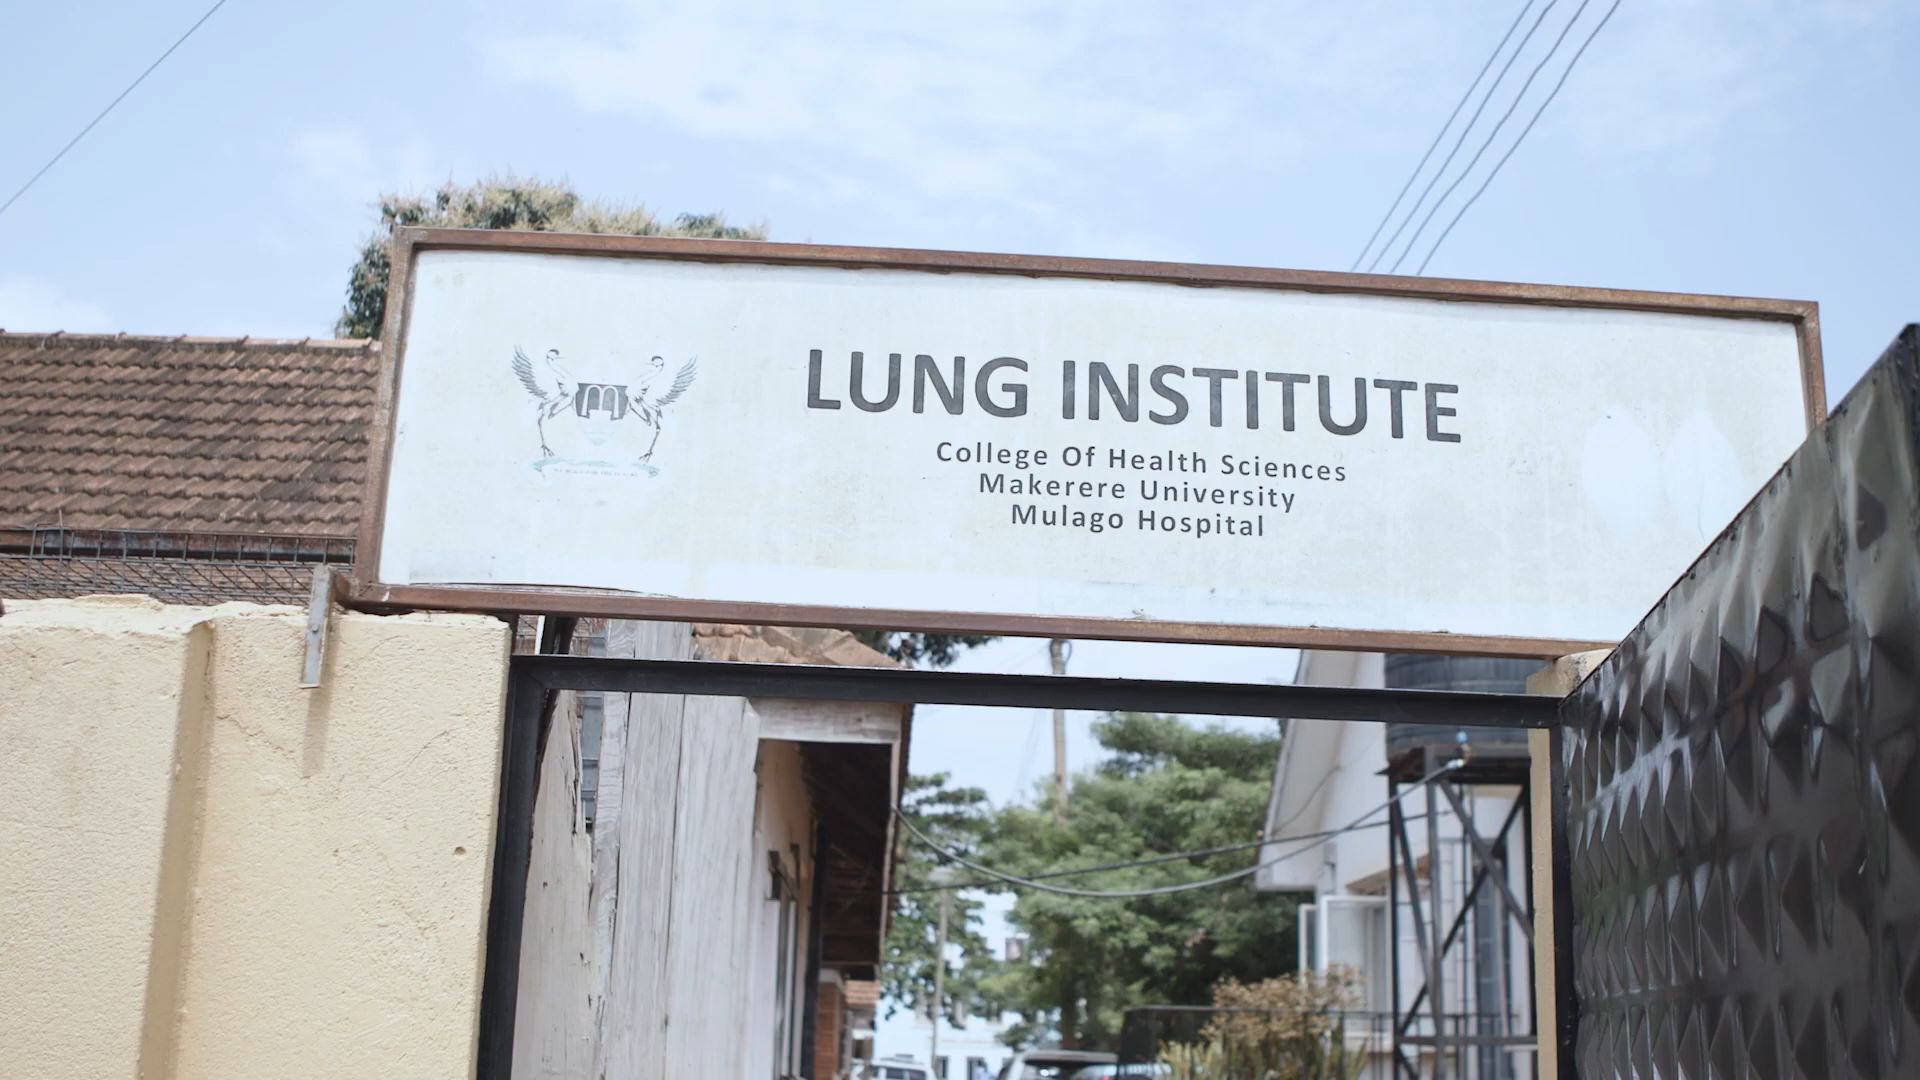 LUNG INSTITUTE
College Of Health Sciences
Makerere University
Mulago Hospital